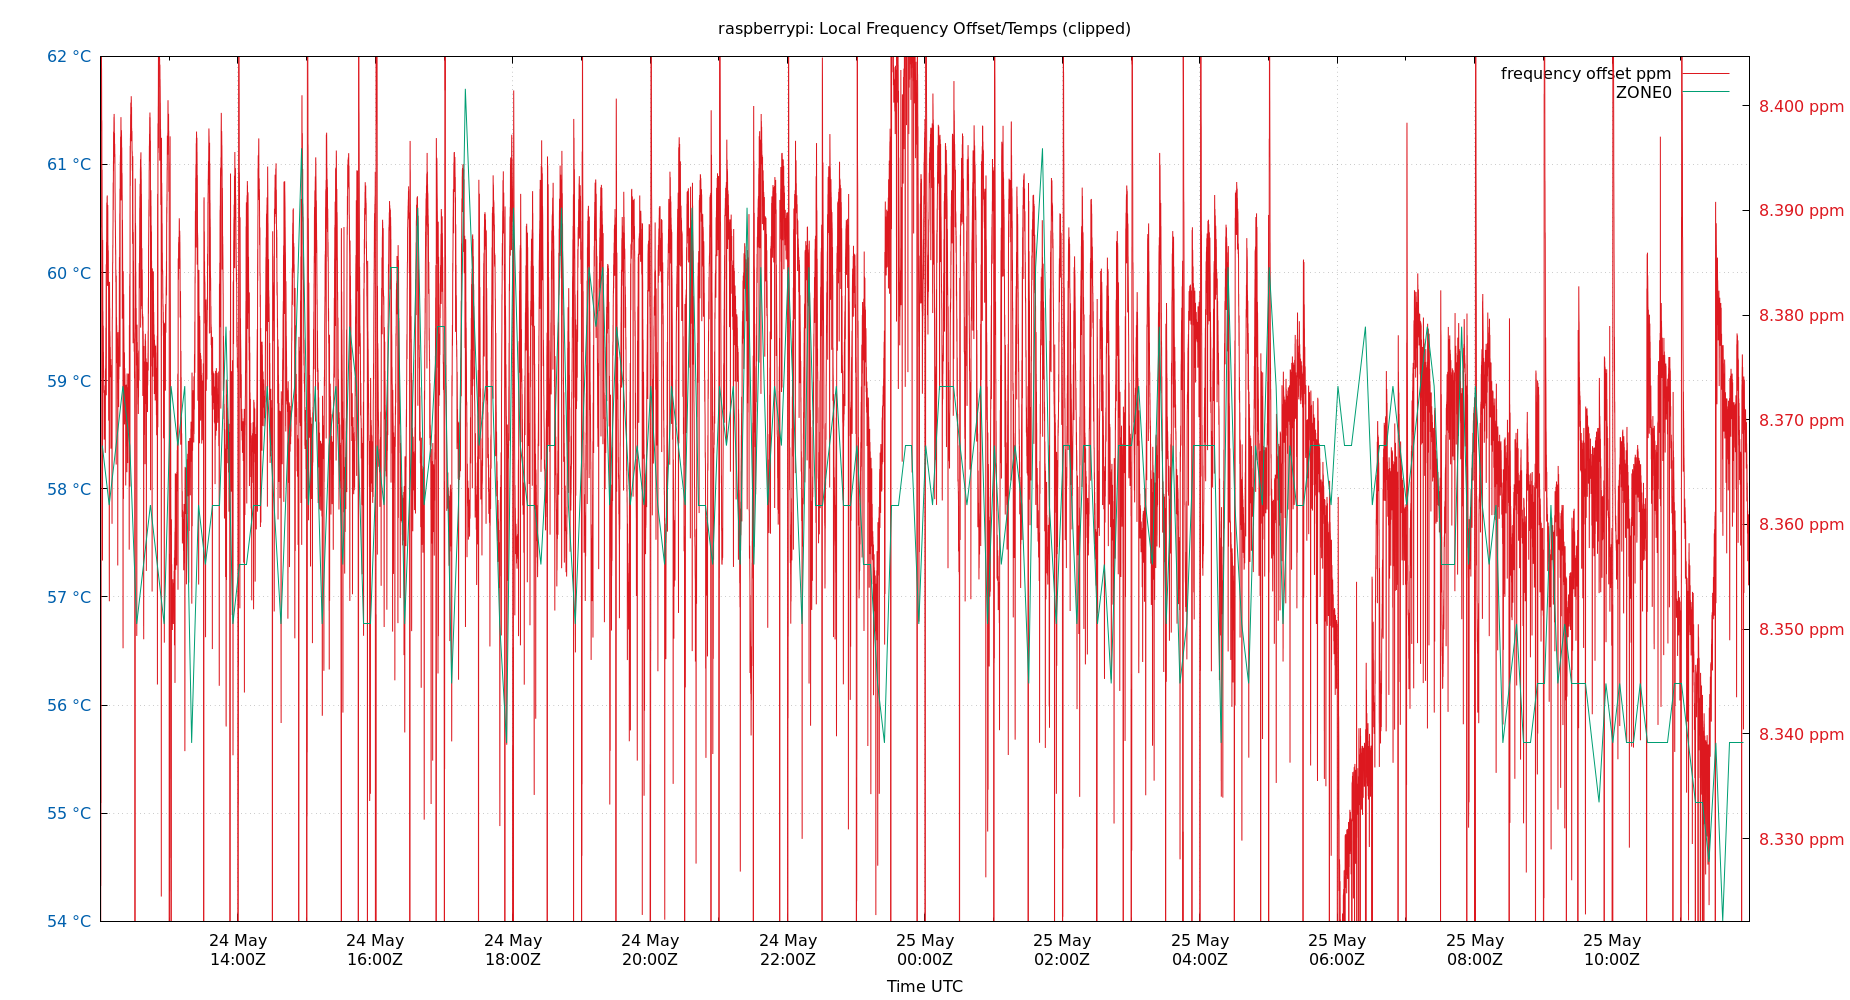 raspberrypi: Local Frequency Offset/Temps (clipped)
62 °C
61 °C
60 °C
59 °C
58 °C
57 °C
56 °C
55 °C
54 °C
frequency offset ppm
ZONE0
8.400 ppm
8.390 ppm
8.380 ppm
8.370 ppm
8.360 ppm
8.350 ppm
8.340 ppm
8.330 ppm
24 May
14:00Z
24 May
16:00Z
24 May
18:00Z
24 May
20:00Z
24 May
22:00Z
25 May
00:00Z
25 May
02:00Z
25 May
04:00Z
25 May
06:00Z
25 May
08:00Z
25 May
10:00Z
Time UTC